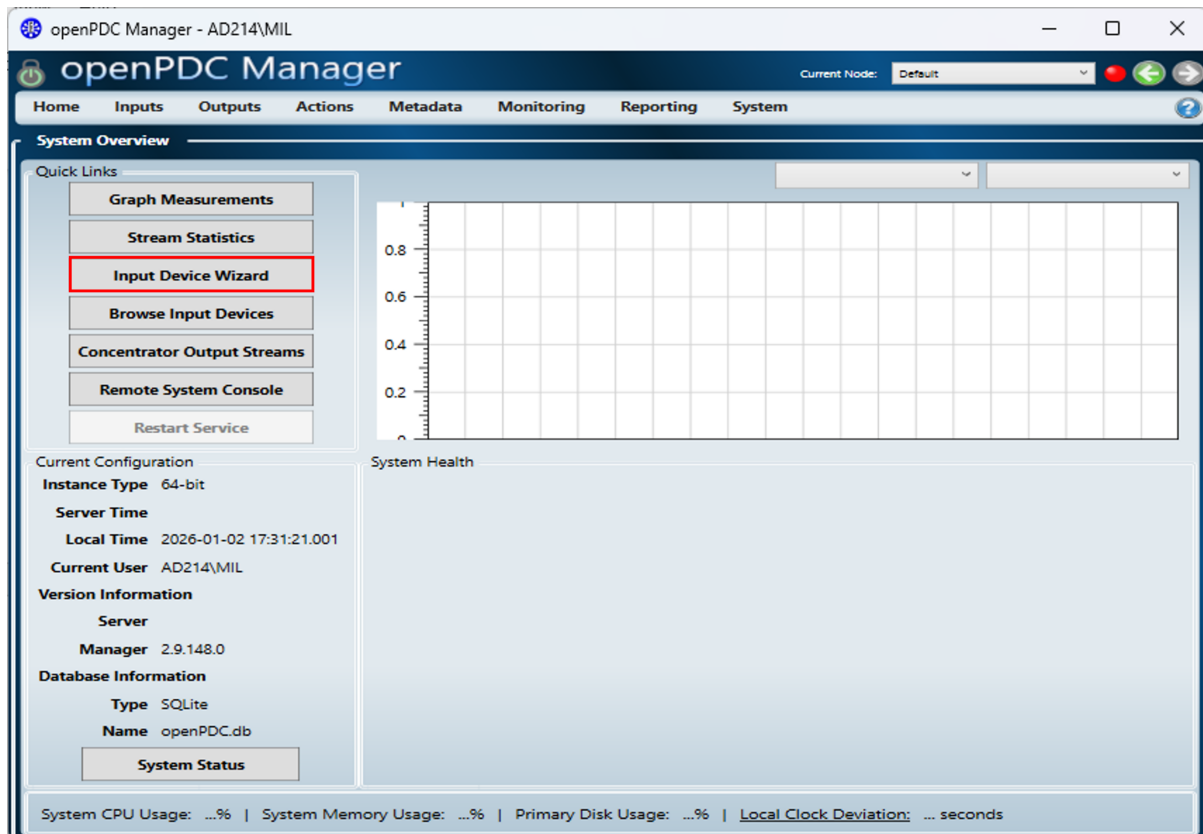 openPDC Manager - AD214\MIL
openPDC Manager
Current Node: Default
Home Inputs Outputs Actions Metadata Monitoring Reporting System
System Overview
Quick Links
Graph Measurements
Stream Statistics
Input Device Wizard
Browse Input Devices
Concentrator Output Streams
Remote System Console
Restart Service
1
0.8
0.6
0.4
0.2
0
Current Configuration
Instance Type 64-bit
Server Time
Local Time 2026-01-02 17:31:21.001
Current User AD214\MIL
Version Information
Server
Manager 2.9.148.0
Database Information
Type SQLite
Name openPDC.db
System Status
System Health
System CPU Usage: ...% | System Memory Usage: ...% | Primary Disk Usage: ...% | Local Clock Deviation: ... seconds